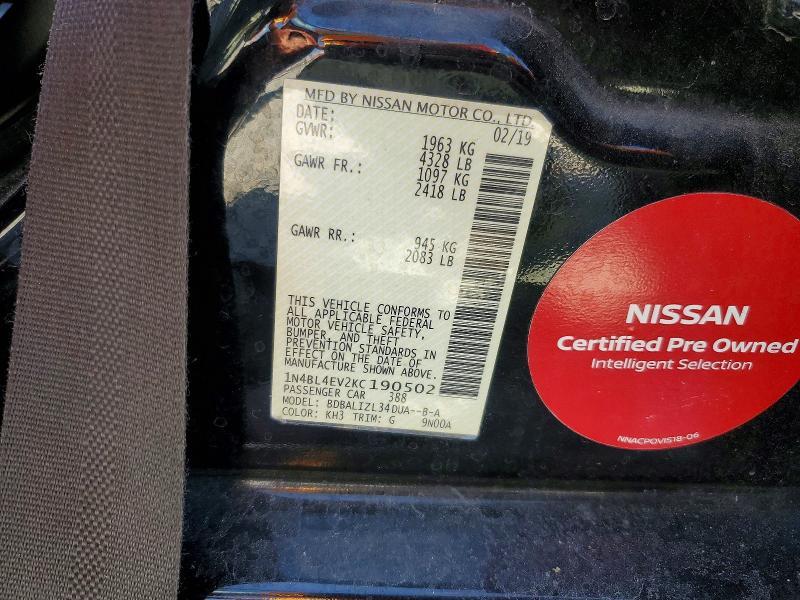 MFD BY NISSAN MOTOR CO., LTD.
DATE: 02/19
GVWR: 1963 KG
4328 LB
GAWR FR.: 1097 KG
2418 LB
GAWR RR.: 945 KG
2083 LB
THIS VEHICLE CONFORMS TO
ALL APPLICABLE FEDERAL
MOTOR VEHICLE SAFETY,
BUMPER, AND THEFT
PREVENTION STANDARDS IN
EFFECT ON THE DATE OF
MANUFACTURE SHOWN ABOVE.
1N4BL4EV2KC190502
PASSENGER CAR 388
MODEL: BDBALIZL34DUA--B-A
COLOR: KH3 TRIM: G 9N00A
NISSAN
Certified Pre Owned
Intelligent Selection
NNACPOVIS18-06